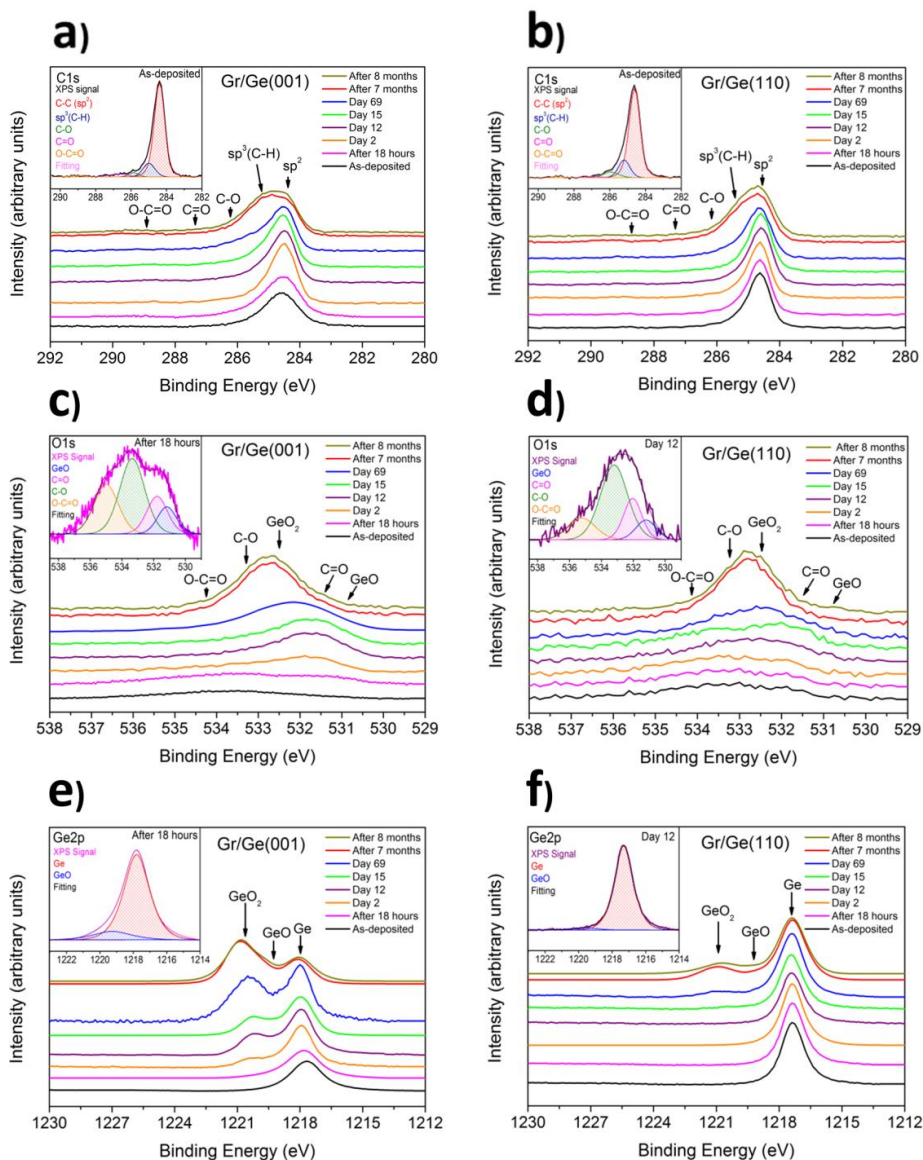 a)
C1s
As-deposited
XPS signal
C-C (sp²)
sp³(C-H)
C-O
C=O
O-C=O
Fitting
290 288 286 284 282
Gr/Ge(001)
After 8 months
After 7 months
Day 69
Day 15
Day 12
Day 2
After 18 hours
As-deposited
sp³(C-H)
sp²
C-O
C=O
O-C=O
Intensity (arbitrary units)
292 290 288 286 284 282 280
Binding Energy (eV)
b)
C1s
As-deposited
XPS signal
C-C (sp²)
sp³(C-H)
C-O
C=O
O-C=O
Fitting
290 288 286 284 282
Gr/Ge(110)
After 8 months
After 7 months
Day 69
Day 15
Day 12
Day 2
After 18 hours
As-deposited
sp³(C-H)
sp²
C-O
C=O
O-C=O
Intensity (arbitrary units)
292 290 288 286 284 282 280
Binding Energy (eV)
c)
O1s
After 18 hours
XPS Signal
GeO
C=O
C-O
O-C=O
Fitting
538 536 534 532 530
Gr/Ge(001)
After 8 months
After 7 months
Day 69
Day 15
Day 12
Day 2
After 18 hours
As-deposited
GeO₂
C-O
O-C=O
C=O
GeO
Intensity (arbitrary units)
538 537 536 535 534 533 532 531 530 529
Binding Energy (eV)
d)
O1s
Day 12
XPS Signal
GeO
C=O
C-O
O-C=O
Fitting
538 536 534 532 530
Gr/Ge(110)
After 8 months
After 7 months
Day 69
Day 15
Day 12
Day 2
After 18 hours
As-deposited
GeO₂
C-O
O-C=O
C=O
GeO
Intensity (arbitrary units)
538 537 536 535 534 533 532 531 530 529
Binding Energy (eV)
e)
Ge2p
After 18 hours
XPS Signal
Ge
GeO
Fitting
1223 1220 1217 1214
Gr/Ge(001)
After 8 months
After 7 months
Day 69
Day 15
Day 12
Day 2
After 18 hours
As-deposited
GeO₂
GeO
Ge
Intensity (arbitrary units)
1230 1227 1224 1221 1218 1215 1212
Binding Energy (eV)
f)
Ge2p
Day 12
XPS Signal
Ge
GeO
Fitting
1223 1220 1217 1214
Gr/Ge(110)
After 8 months
After 7 months
Day 69
Day 15
Day 12
Day 2
After 18 hours
As-deposited
Ge
GeO₂
GeO
Intensity (arbitrary units)
1230 1227 1224 1221 1218 1215 1212
Binding Energy (eV)